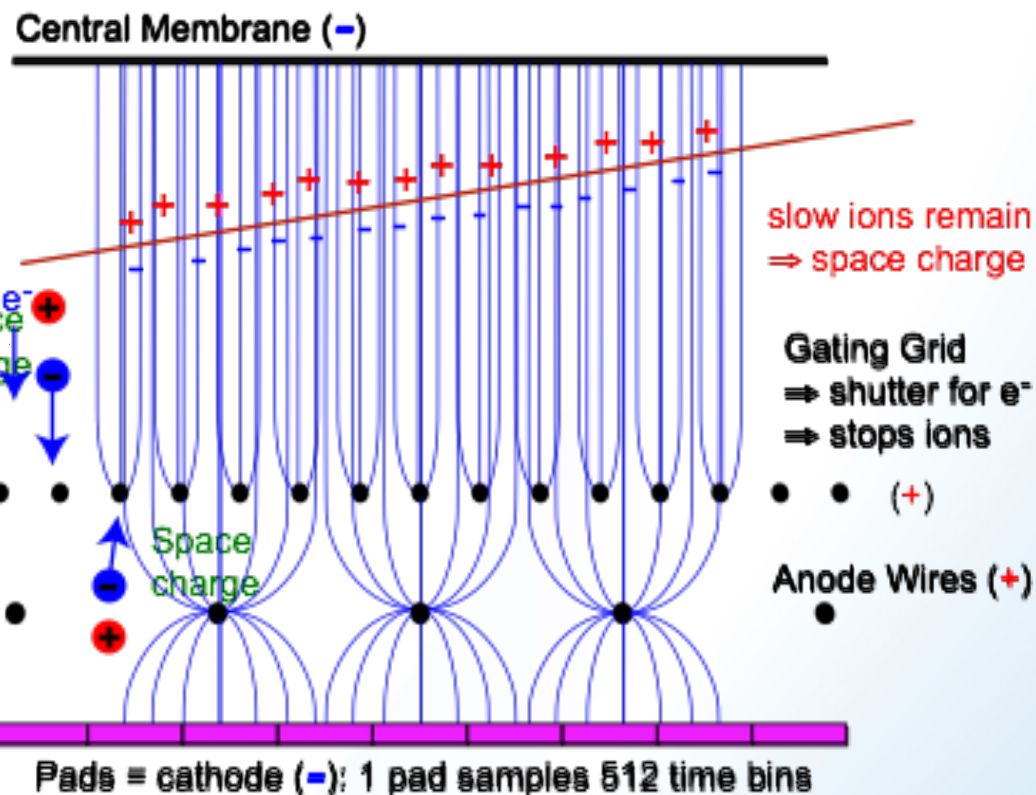 Central Membrane (-)
slow ions remain
⇒ space charge
e-
Gating Grid
⇒ shutter for e-
⇒ stops ions
(+)
Space
charge
Anode Wires (+)
Pads = cathode (-): 1 pad samples 512 time bins